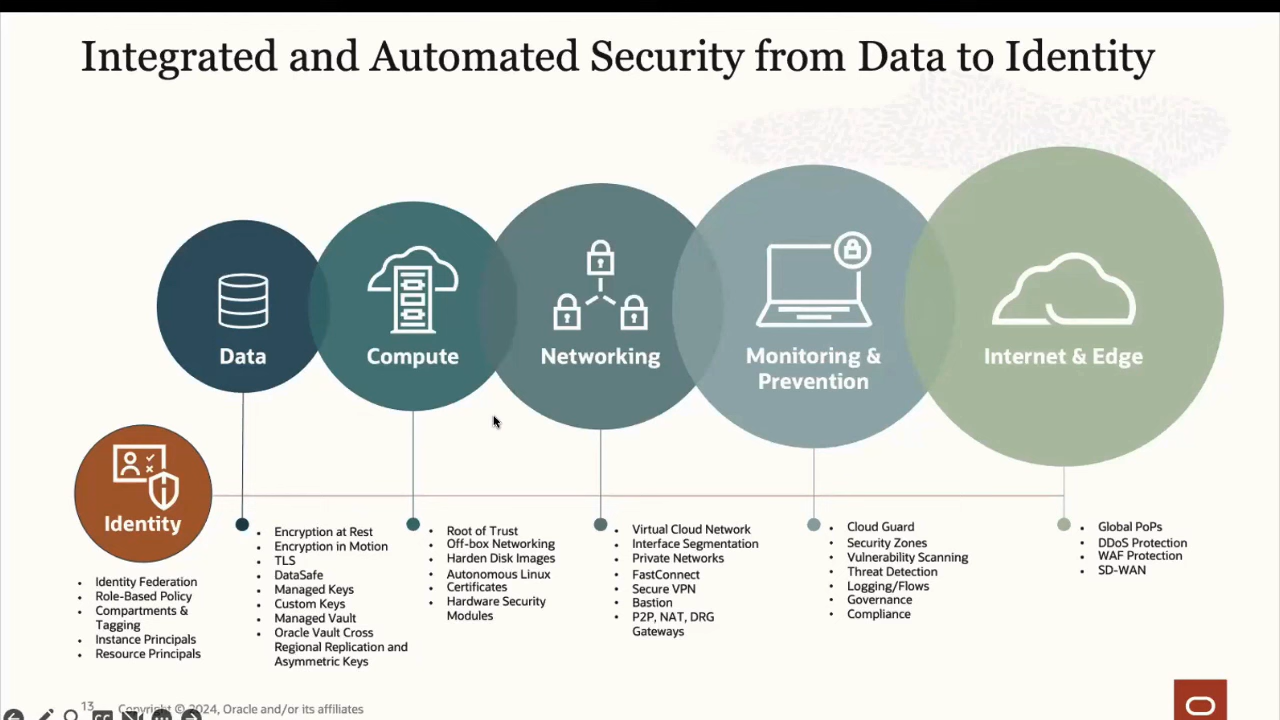 Integrated and Automated Security from Data to Identity
Data
Compute
Networking
Monitoring &
Prevention
Internet & Edge
Identity
• Identity Federation
• Role-Based Policy
• Compartments &
Tagging
• Instance Principals
• Resource Principals
• Encryption at Rest
• Encryption in Motion
• TLS
• DataSafe
• Managed Keys
• Custom Keys
• Managed Vault
• Oracle Vault Cross
Regional Replication and
Asymmetric Keys
• Root of Trust
• Off-box Networking
• Harden Disk Images
• Autonomous Linux
• Certificates
• Hardware Security
Modules
• Virtual Cloud Network
• Interface Segmentation
• Private Networks
• FastConnect
• Secure VPN
• Bastion
• P2P, NAT, DRG
Gateways
• Cloud Guard
• Security Zones
• Vulnerability Scanning
• Threat Detection
• Logging/Flows
• Governance
• Compliance
• Global PoPs
• DDoS Protection
• WAF Protection
• SD-WAN
13 Copyright © 2024, Oracle and/or its affiliates
CC